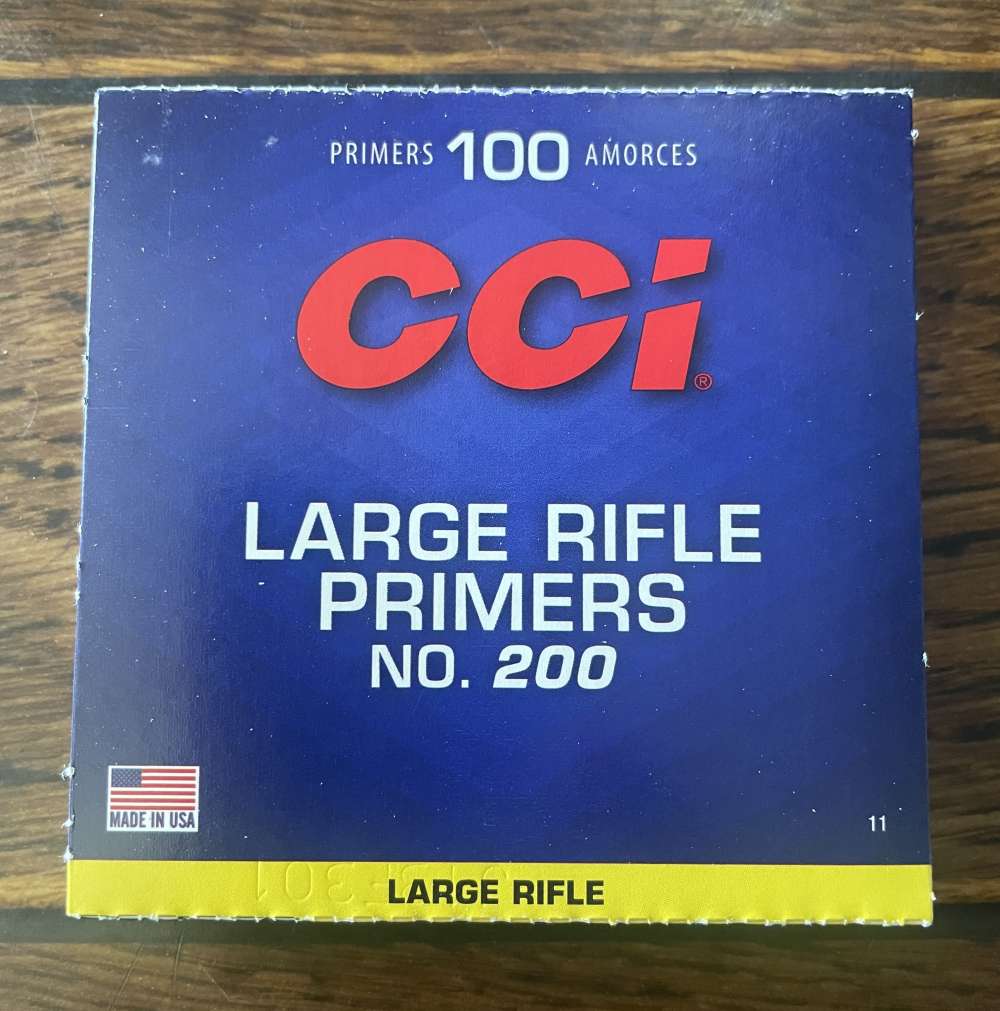 PRIMERS 100 AMORCES
CCI®
LARGE RIFLE
PRIMERS
NO. 200
MADE IN USA
11
LARGE RIFLE